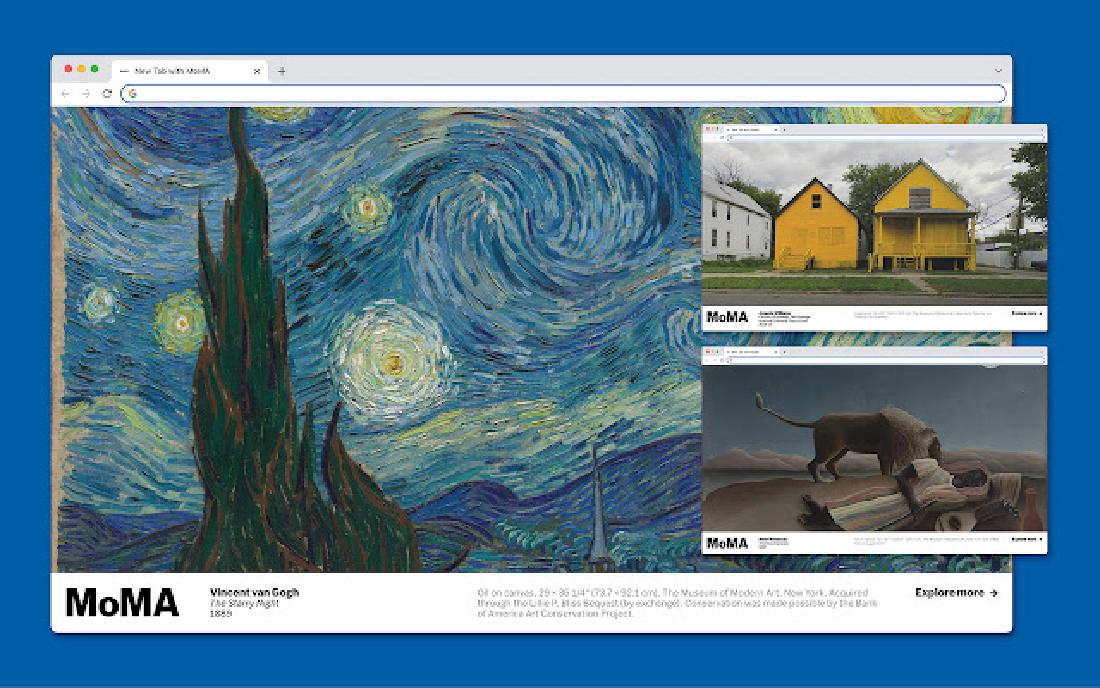 New Tab with MoMA
MoMA
Vincent van Gogh
The Starry Night
1889
Oil on canvas, 29 × 36 1/4" (73.7 × 92.1 cm). The Museum of Modern Art, New York. Acquired
through the Lillie P. Bliss Bequest (by exchange). Conservation was made possible by the Bank
of America Art Conservation Project.
Explore more →
MoMA
Explore more
MoMA
Explore more